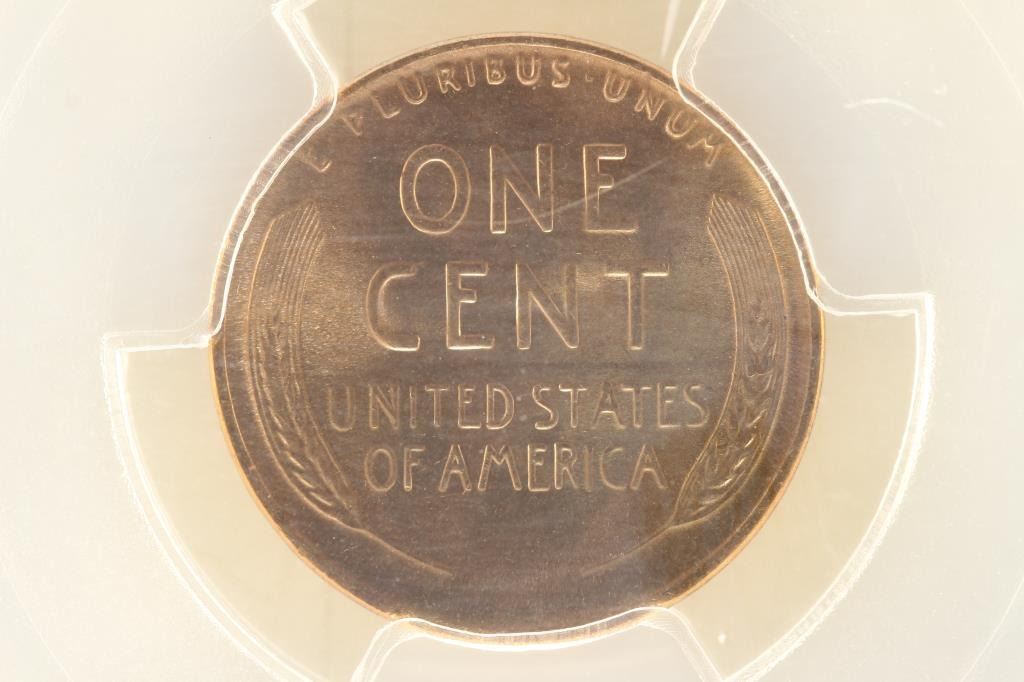 E PLURIBUS · UNUM
ONE
CENT
UNITED STATES
OF AMERICA